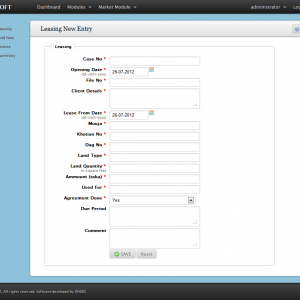 OFT
Dashboard Modules Market Module administrator
Leasing New Entry
Leasing
Case No *
Opening Date *
dd-mm-yyyy
26-07-2012
File No *
Client Details *
Lease From Date *
dd-mm-yyyy
26-07-2012
Mouja *
Khotian No *
Dag No *
Land Type *
Land Quantity *
in square feet
Ammount (taka) *
Used For *
Agreement Done *
Yes
Due Period
Comment
SAVE Reset
All rights reserved. Software developed by